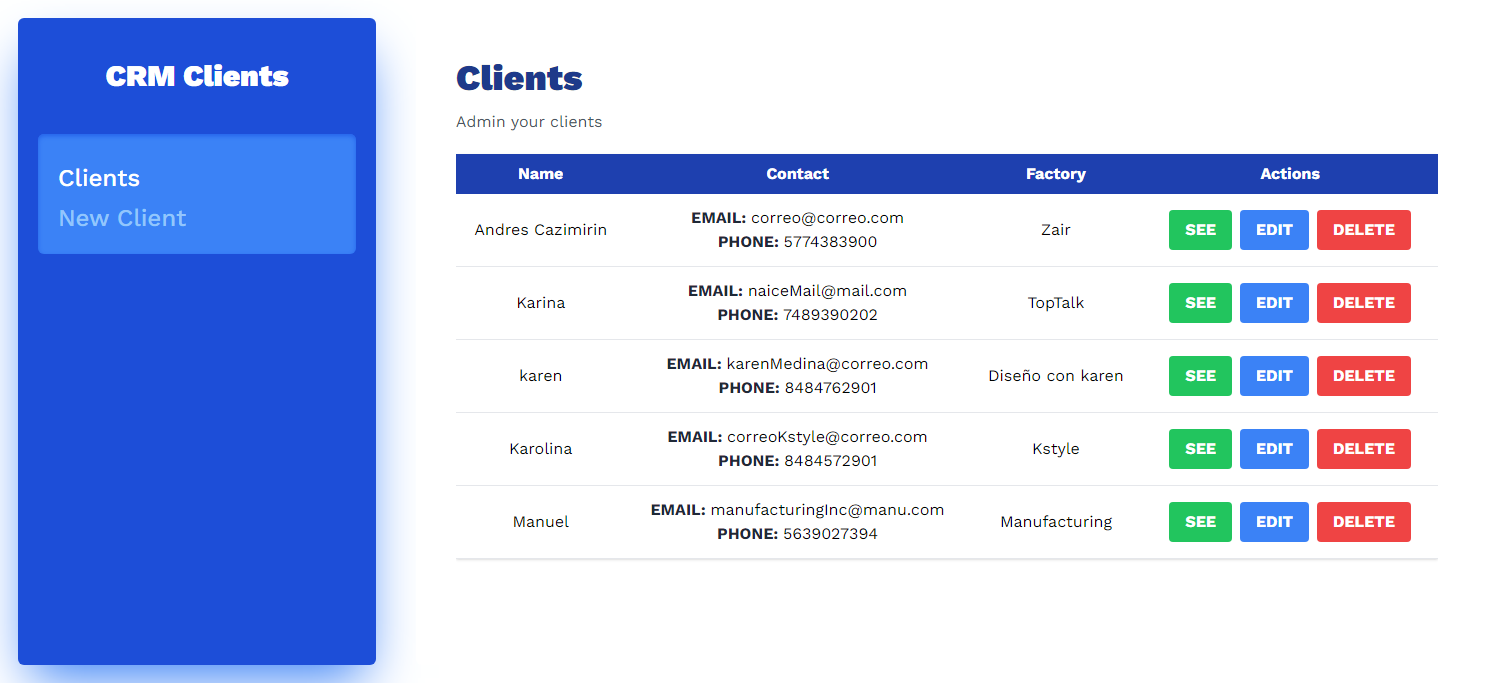 CRM Clients
Clients
New Client
Clients
Admin your clients
Name Contact Factory Actions
Andres Cazimirin EMAIL: correo@correo.com PHONE: 5774383900 Zair SEE EDIT DELETE
Karina EMAIL: naiceMail@mail.com PHONE: 7489390202 TopTalk SEE EDIT DELETE
karen EMAIL: karenMedina@correo.com PHONE: 8484762901 Diseño con karen SEE EDIT DELETE
Karolina EMAIL: correoKstyle@correo.com PHONE: 8484572901 Kstyle SEE EDIT DELETE
Manuel EMAIL: manufacturingInc@manu.com PHONE: 5639027394 Manufacturing SEE EDIT DELETE